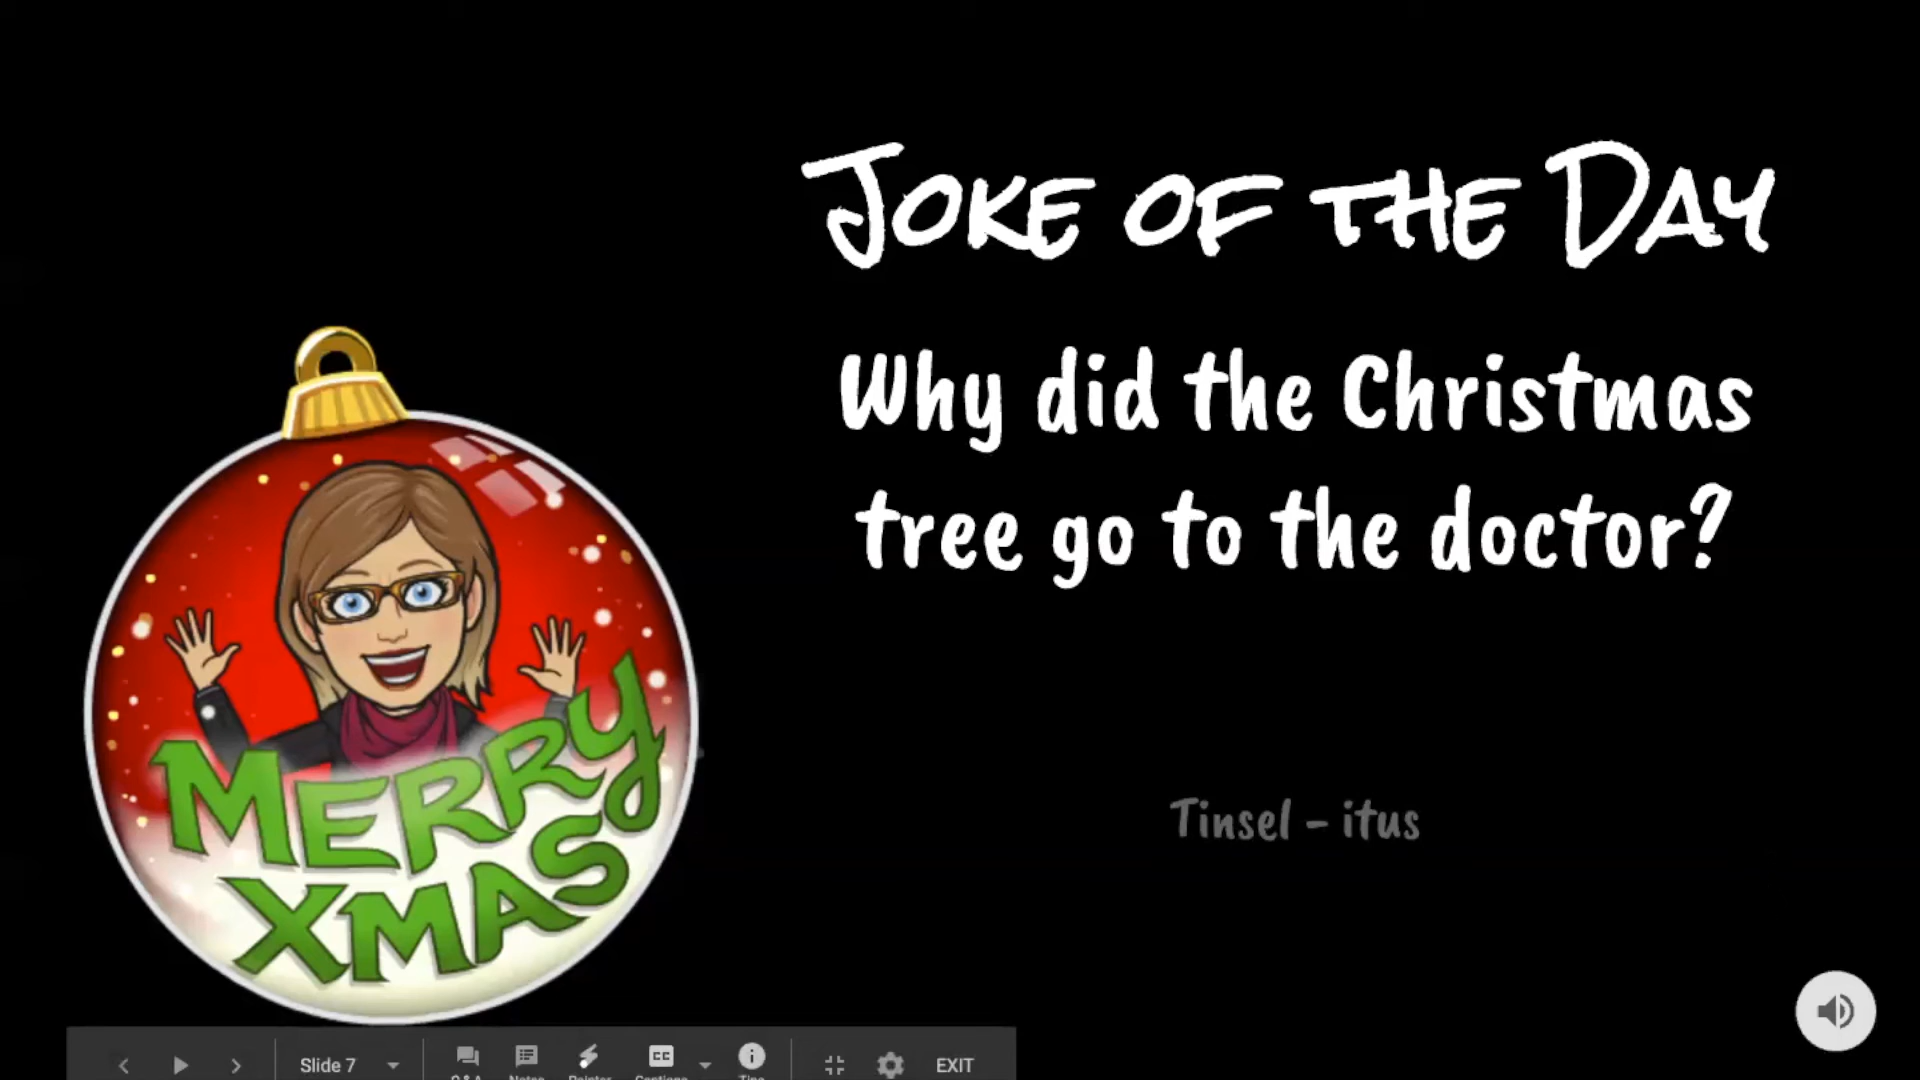 Joke of the Day
Why did the Christmas
tree go to the doctor?
Tinsel - itus
MERRY
XMAS
Slide 7
CC
EXIT